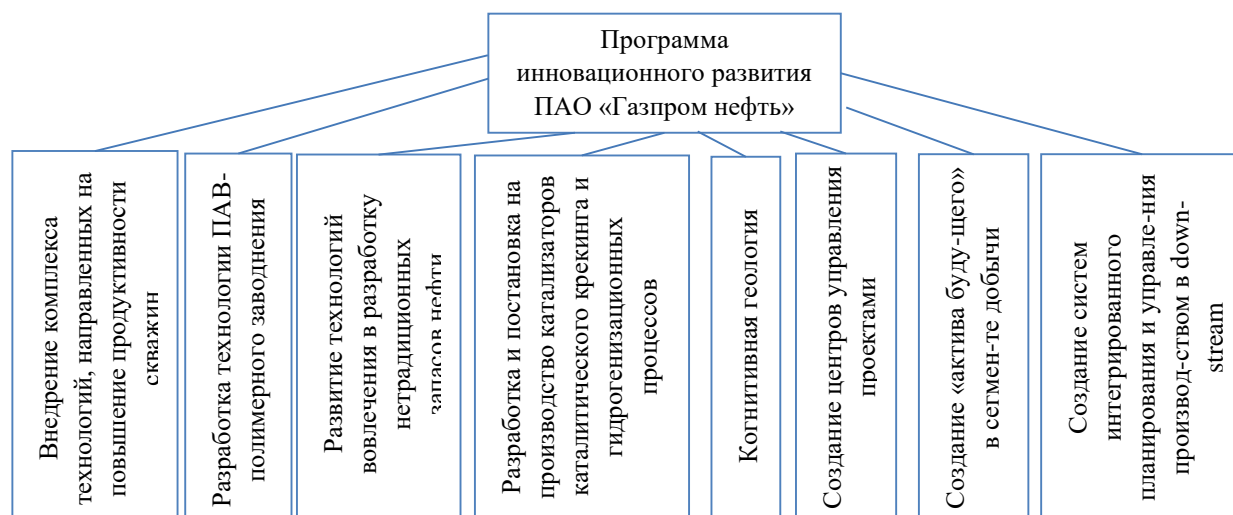 Программа
инновационного развития
ПАО «Газпром нефть»
Внедрение комплекса
технологий, направленных на
повышение продуктивности
скважин
Разработка технологии ПАВ-
полимерного заводнения
Развитие технологий
вовлечения в разработку
нетрадиционных
запасов нефти
Разработка и постановка на
производство катализаторов
каталитического крекинга и
гидрогенизационных
процессов
Когнитивная геология
Создание центров управления
проектами
Создание «актива буду-щего»
в сегмен-те добычи
Создание систем
интегрированного
планирования и управле-ния
производ-ством в down-
stream